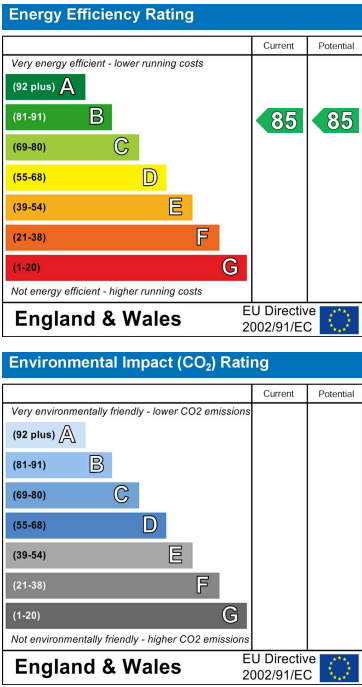 Energy Efficiency Rating
Current Potential
Very energy efficient - lower running costs
(92 plus) A
(81-91) B 85 85
(69-80) C
(55-68) D
(39-54) E
(21-38) F
(1-20) G
Not energy efficient - higher running costs
England & Wales EU Directive
2002/91/EC
Environmental Impact (CO₂) Rating
Current Potential
Very environmentally friendly - lower CO2 emissions
(92 plus) A
(81-91) B
(69-80) C
(55-68) D
(39-54) E
(21-38) F
(1-20) G
Not environmentally friendly - higher CO2 emissions
England & Wales EU Directive
2002/91/EC